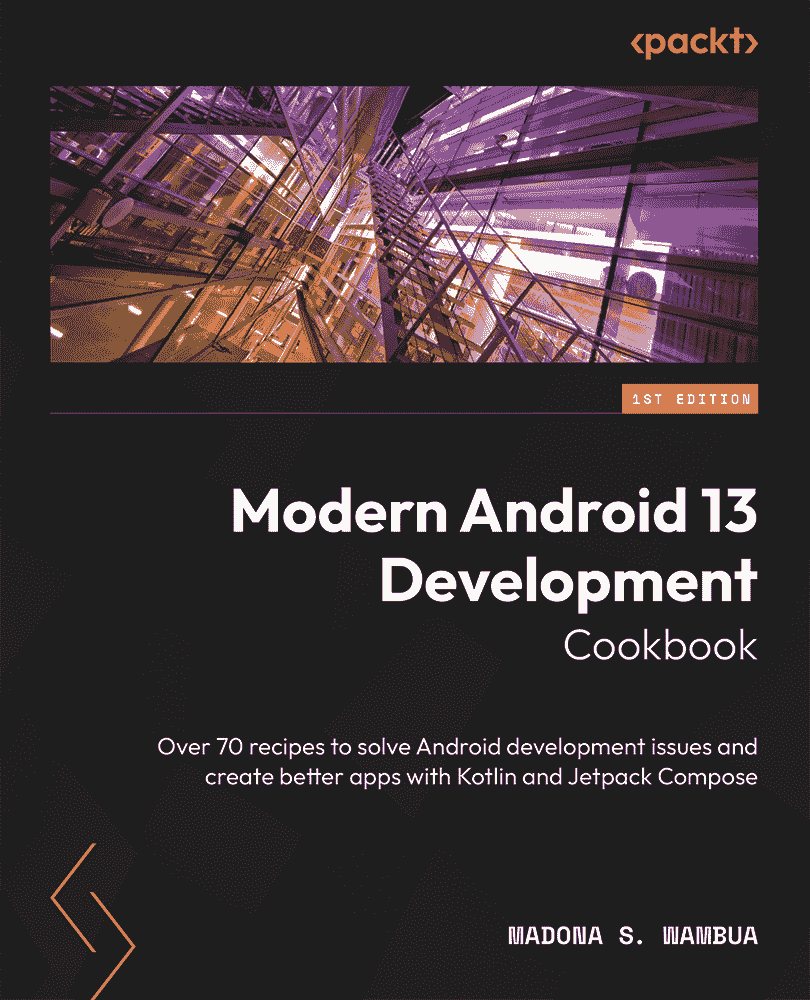 <packt>
1ST EDITION
Modern Android 13
Development
Cookbook
Over 70 recipes to solve Android development issues and
create better apps with Kotlin and Jetpack Compose
MADONA S. WAMBUA